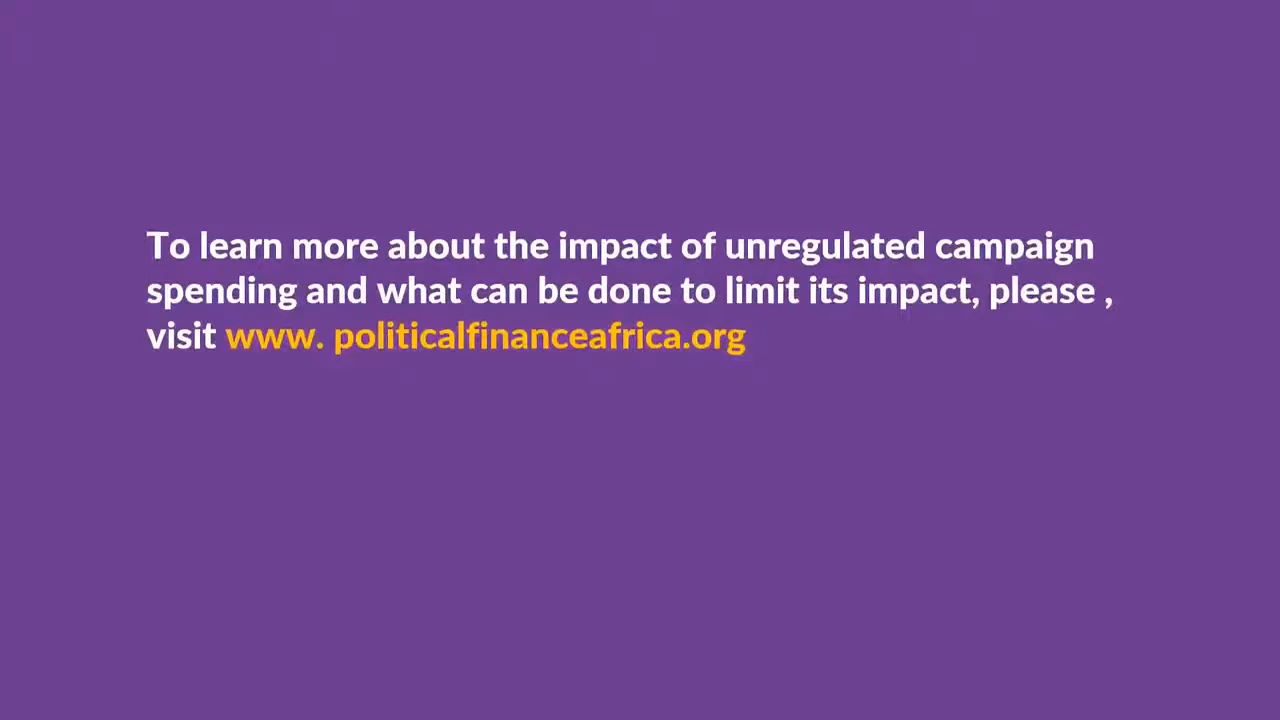 To learn more about the impact of unregulated campaign
spending and what can be done to limit its impact, please ,
visit www. politicalfinanceafrica.org